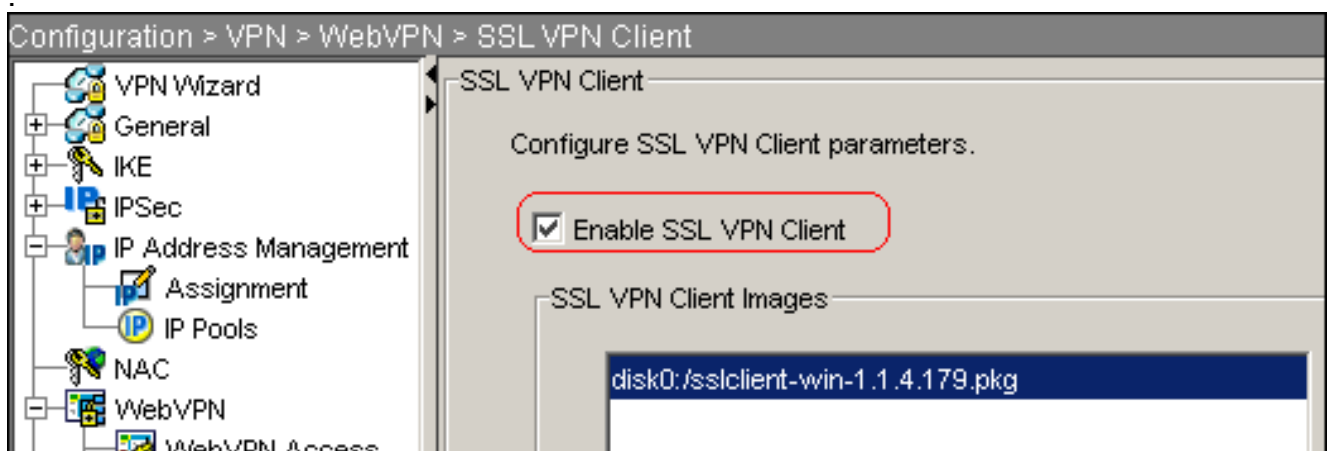 Configuration > VPN > WebVPN > SSL VPN Client
VPN Wizard
General
IKE
IPSec
IP Address Management
Assignment
IP Pools
NAC
WebVPN
WebVPN Access
SSL VPN Client
Configure SSL VPN Client parameters.
Enable SSL VPN Client
SSL VPN Client Images
disk0:/sslclient-win-1.1.4.179.pkg